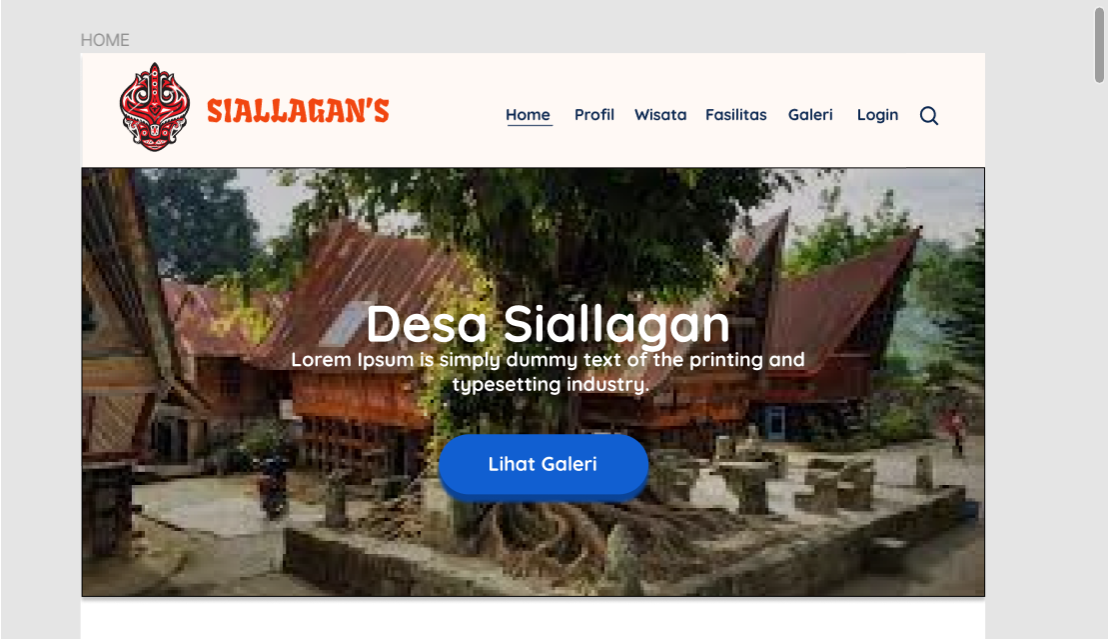 HOME
SIALLAGAN'S
Home Profil Wisata Fasilitas Galeri Login
Desa Siallagan
Lorem Ipsum is simply dummy text of the printing and
typesetting industry.
Lihat Galeri